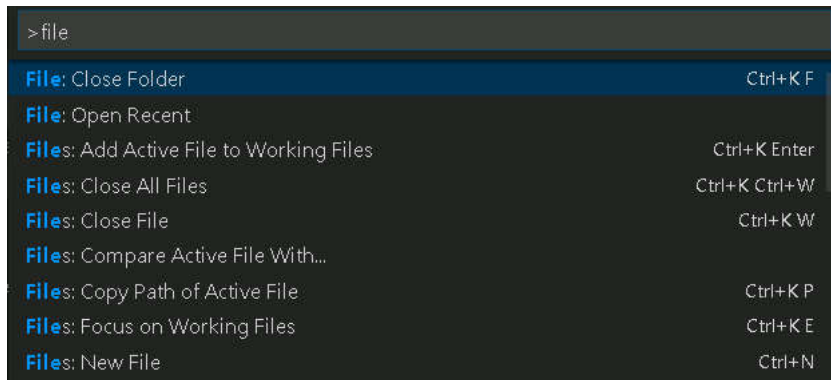 >file
File: Close Folder Ctrl+K F
File: Open Recent
Files: Add Active File to Working Files Ctrl+K Enter
Files: Close All Files Ctrl+K Ctrl+W
Files: Close File Ctrl+K W
Files: Compare Active File With...
Files: Copy Path of Active File Ctrl+K P
Files: Focus on Working Files Ctrl+K E
Files: New File Ctrl+N